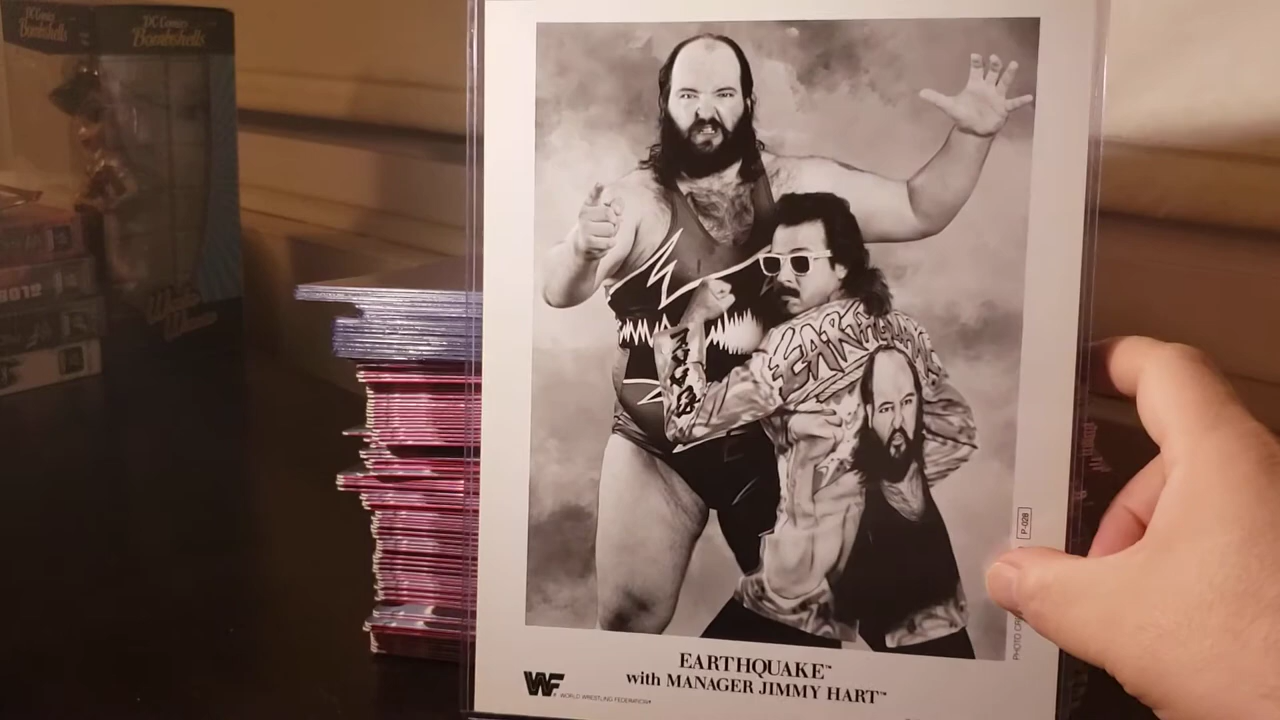 DC Comics
Bombshells
DC Comics
Bombshells
Wonder
Woman
EARTHQUAKE
P-028
EARTHQUAKE™
with MANAGER JIMMY HART™
WF
WORLD WRESTLING FEDERATION®